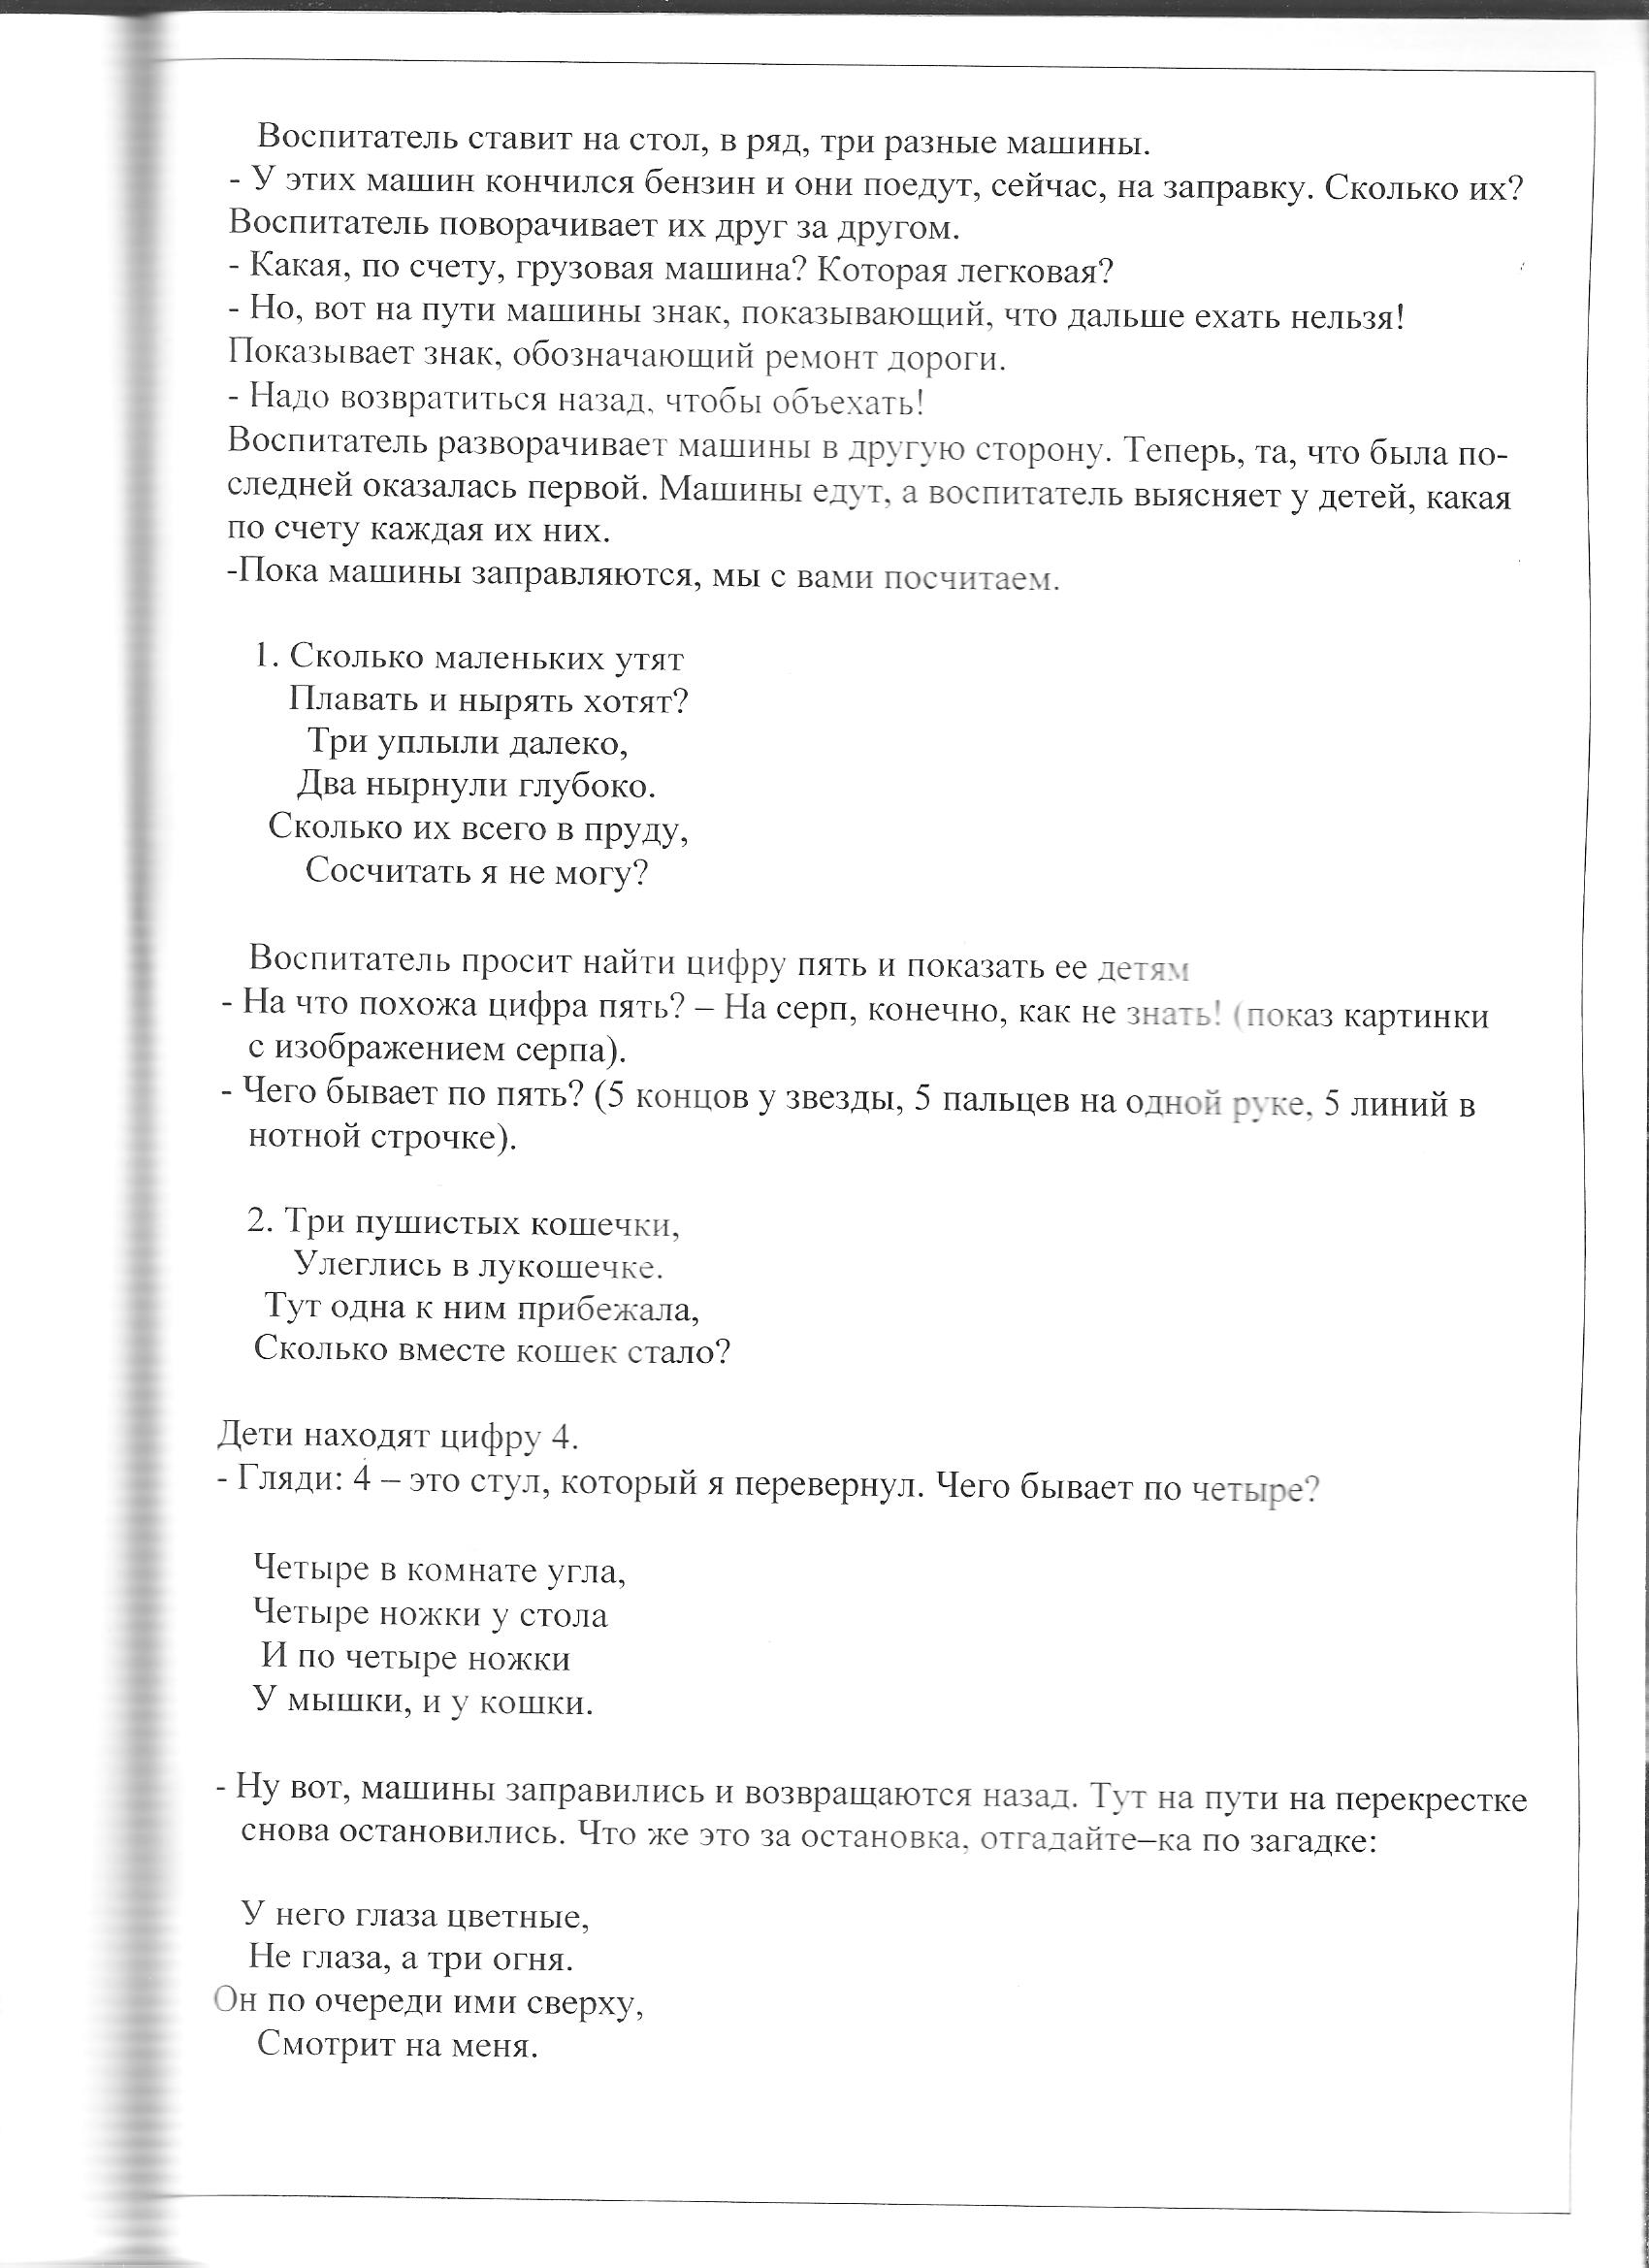 Воспитатель ставит на стол, в ряд, три разные машины.
- У этих машин кончился бензин и они поедут, сейчас, на заправку. Сколько их?
Воспитатель поворачивает их друг за другом.
- Какая, по счету, грузовая машина? Которая легковая?
- Но, вот на пути машины знак, показывающий, что дальше ехать нельзя!
Показывает знак, обозначающий ремонт дороги.
- Надо возвратиться назад, чтобы объехать!
Воспитатель разворачивает машины в другую сторону. Теперь, та, что была по-
следней оказалась первой. Машины едут, а воспитатель выясняет у детей, какая
по счету каждая их них.
-Пока машины заправляются, мы с вами посчитаем.
1. Сколько маленьких утят
Плавать и нырять хотят?
Три уплыли далеко,
Два нырнули глубоко.
Сколько их всего в пруду,
Сосчитать я не могу?
Воспитатель просит найти цифру пять и показать ее детям
- На что похожа цифра пять? – На серп, конечно, как не знать! (показ картинки
с изображением серпа).
- Чего бывает по пять? (5 концов у звезды, 5 пальцев на одной руке, 5 линий в
нотной строчке).
2. Три пушистых кошечки,
Улеглись в лукошечке.
Тут одна к ним прибежала,
Сколько вместе кошек стало?
Дети находят цифру 4.
- Гляди: 4 – это стул, который я перевернул. Чего бывает по четыре?
Четыре в комнате угла,
Четыре ножки у стола
И по четыре ножки
У мышки, и у кошки.
- Ну вот, машины заправились и возвращаются назад. Тут на пути на перекрестке
снова остановились. Что же это за остановка, отгадайте–ка по загадке:
У него глаза цветные,
Не глаза, а три огня.
Он по очереди ими сверху,
Смотрит на меня.